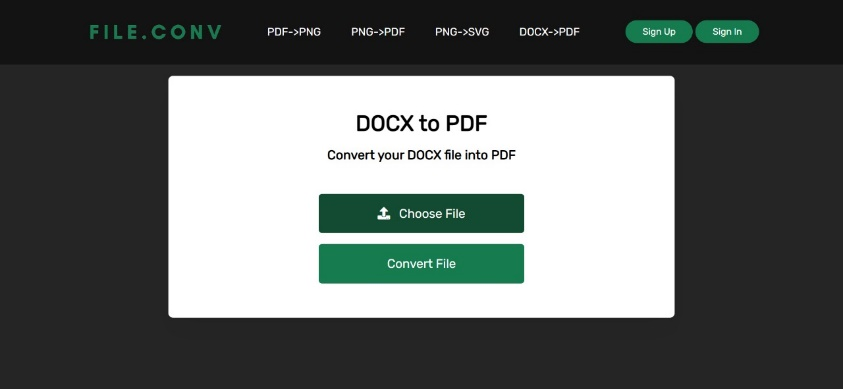 FILE.CONV PDF->PNG PNG->PDF PNG->SVG DOCX->PDF Sign Up Sign In
DOCX to PDF
Convert your DOCX file into PDF
Choose File
Convert File